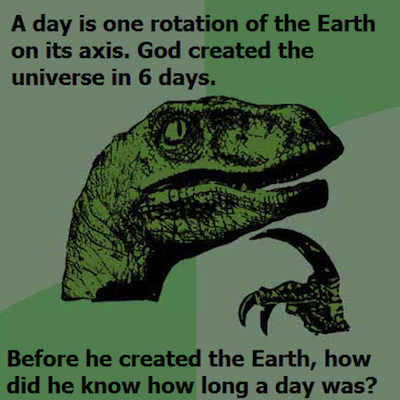 A day is one rotation of the Earth
on its axis. God created the
universe in 6 days.
Before he created the Earth, how
did he know how long a day was?